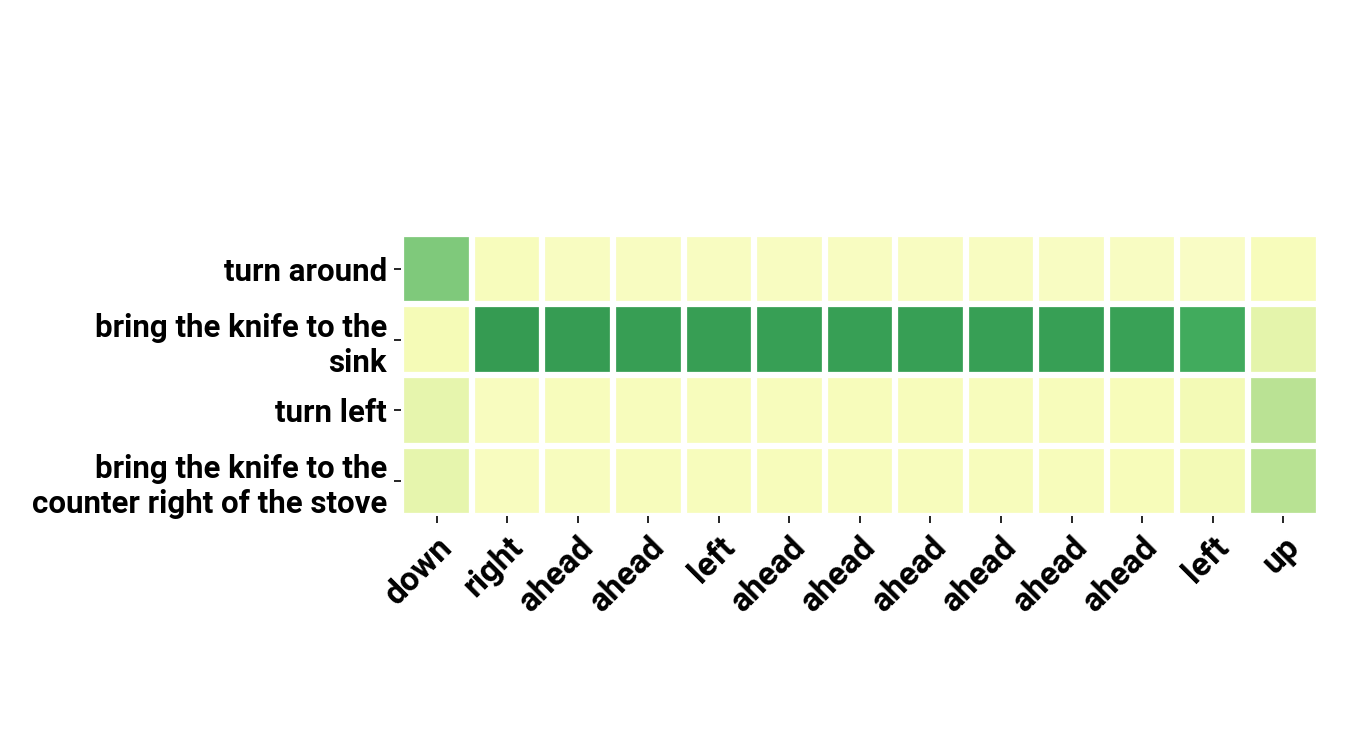 turn around
bring the knife to the
sink
turn left
bring the knife to the
counter right of the stove
down
right
ahead
ahead
left
ahead
ahead
ahead
ahead
ahead
ahead
left
up